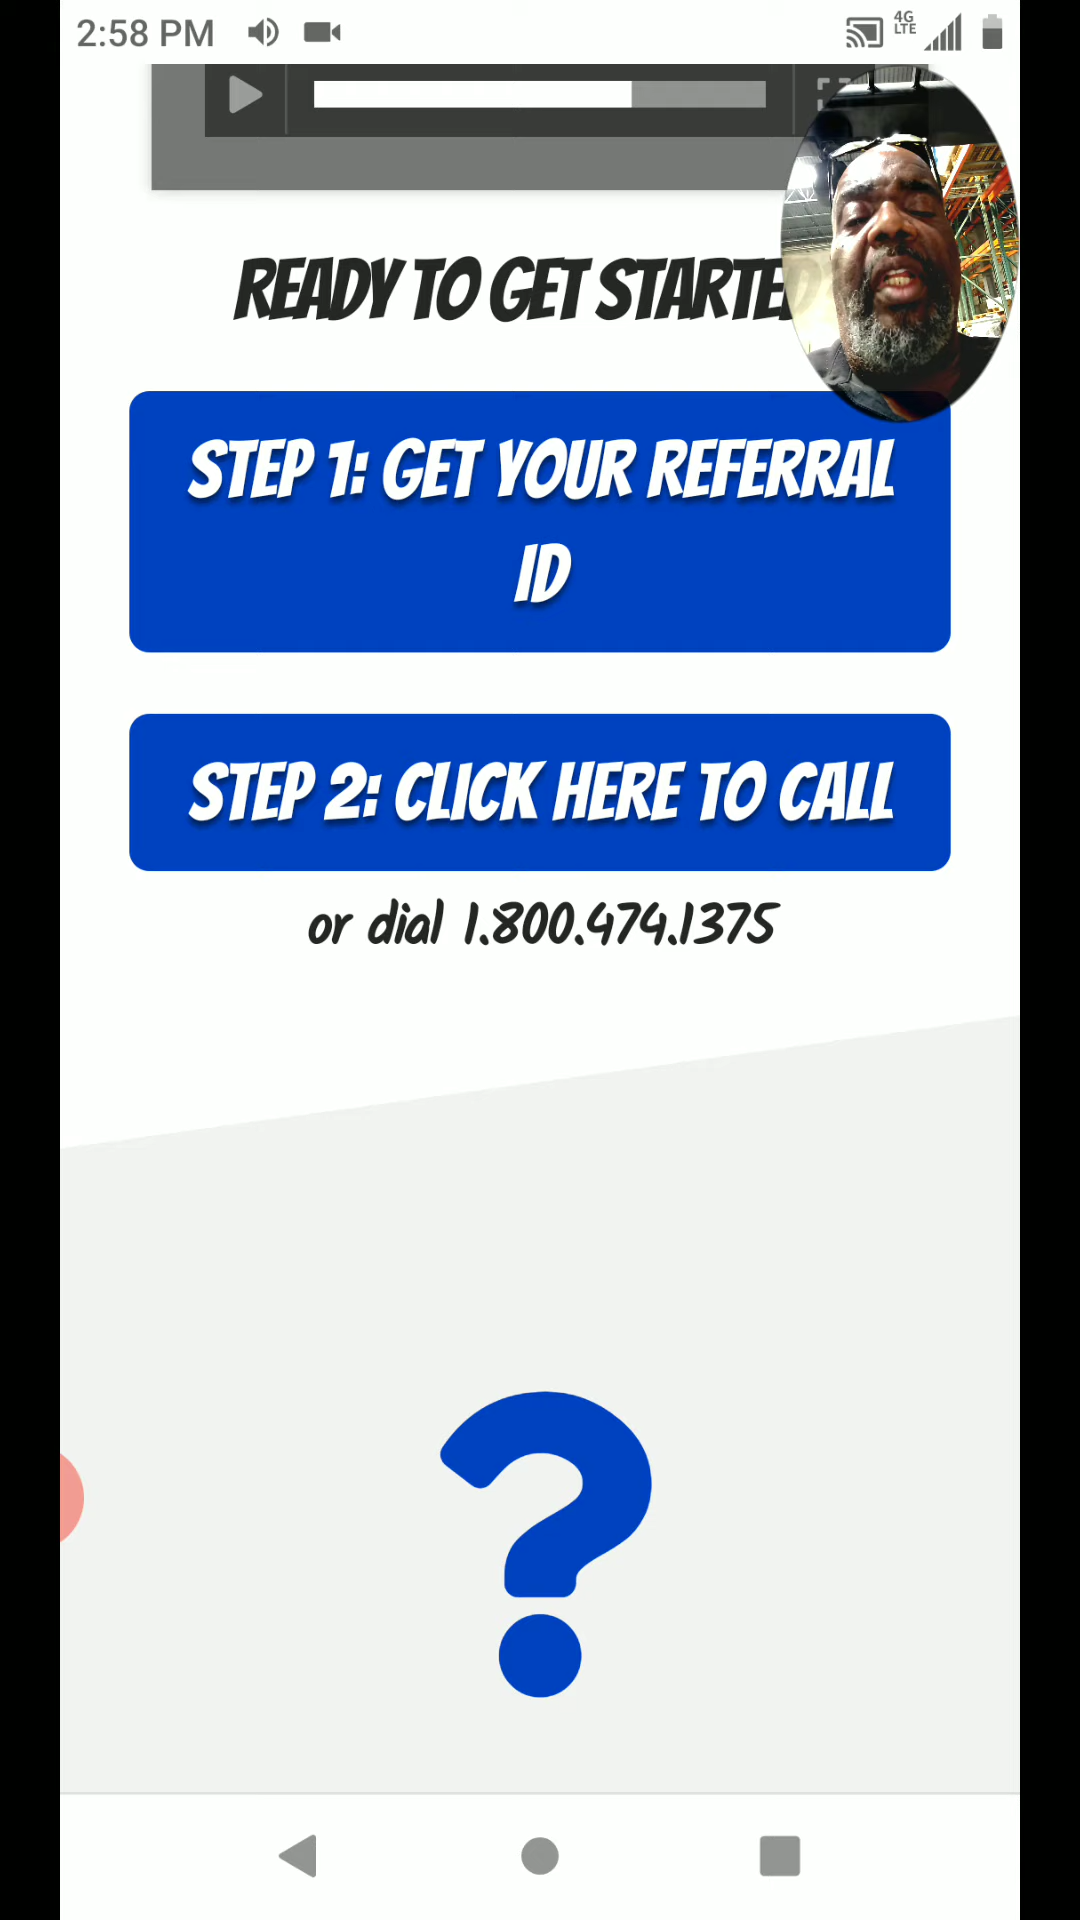 2:58 PM
4G
LTE
READY TO GET STARTED
STEP 1: GET YOUR REFERRAL
ID
STEP 2: CLICK HERE TO CALL
or dial 1.800.474.1375
?